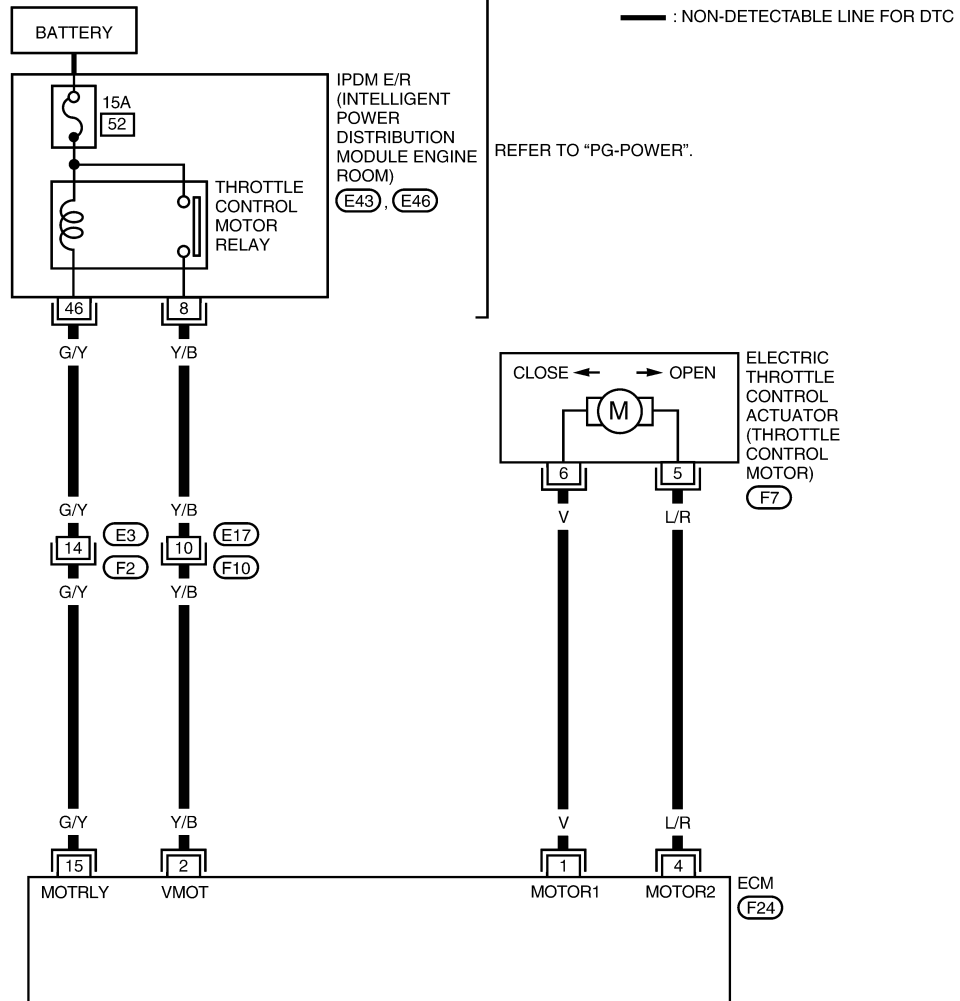 : NON-DETECTABLE LINE FOR DTC
BATTERY
IPDM E/R
(INTELLIGENT
POWER
DISTRIBUTION
MODULE ENGINE
ROOM)
E43 , E46
15A
52
REFER TO “PG-POWER”.
THROTTLE
CONTROL
MOTOR
RELAY
46
8
G/Y
Y/B
CLOSE
OPEN
M
ELECTRIC
THROTTLE
CONTROL
ACTUATOR
(THROTTLE
CONTROL
MOTOR)
F7
6
5
G/Y
Y/B
V
L/R
14
E3
F2
10
E17
F10
G/Y
Y/B
G/Y
Y/B
V
L/R
15
2
1
4
MOTRLY
VMOT
MOTOR1
MOTOR2
ECM
F24